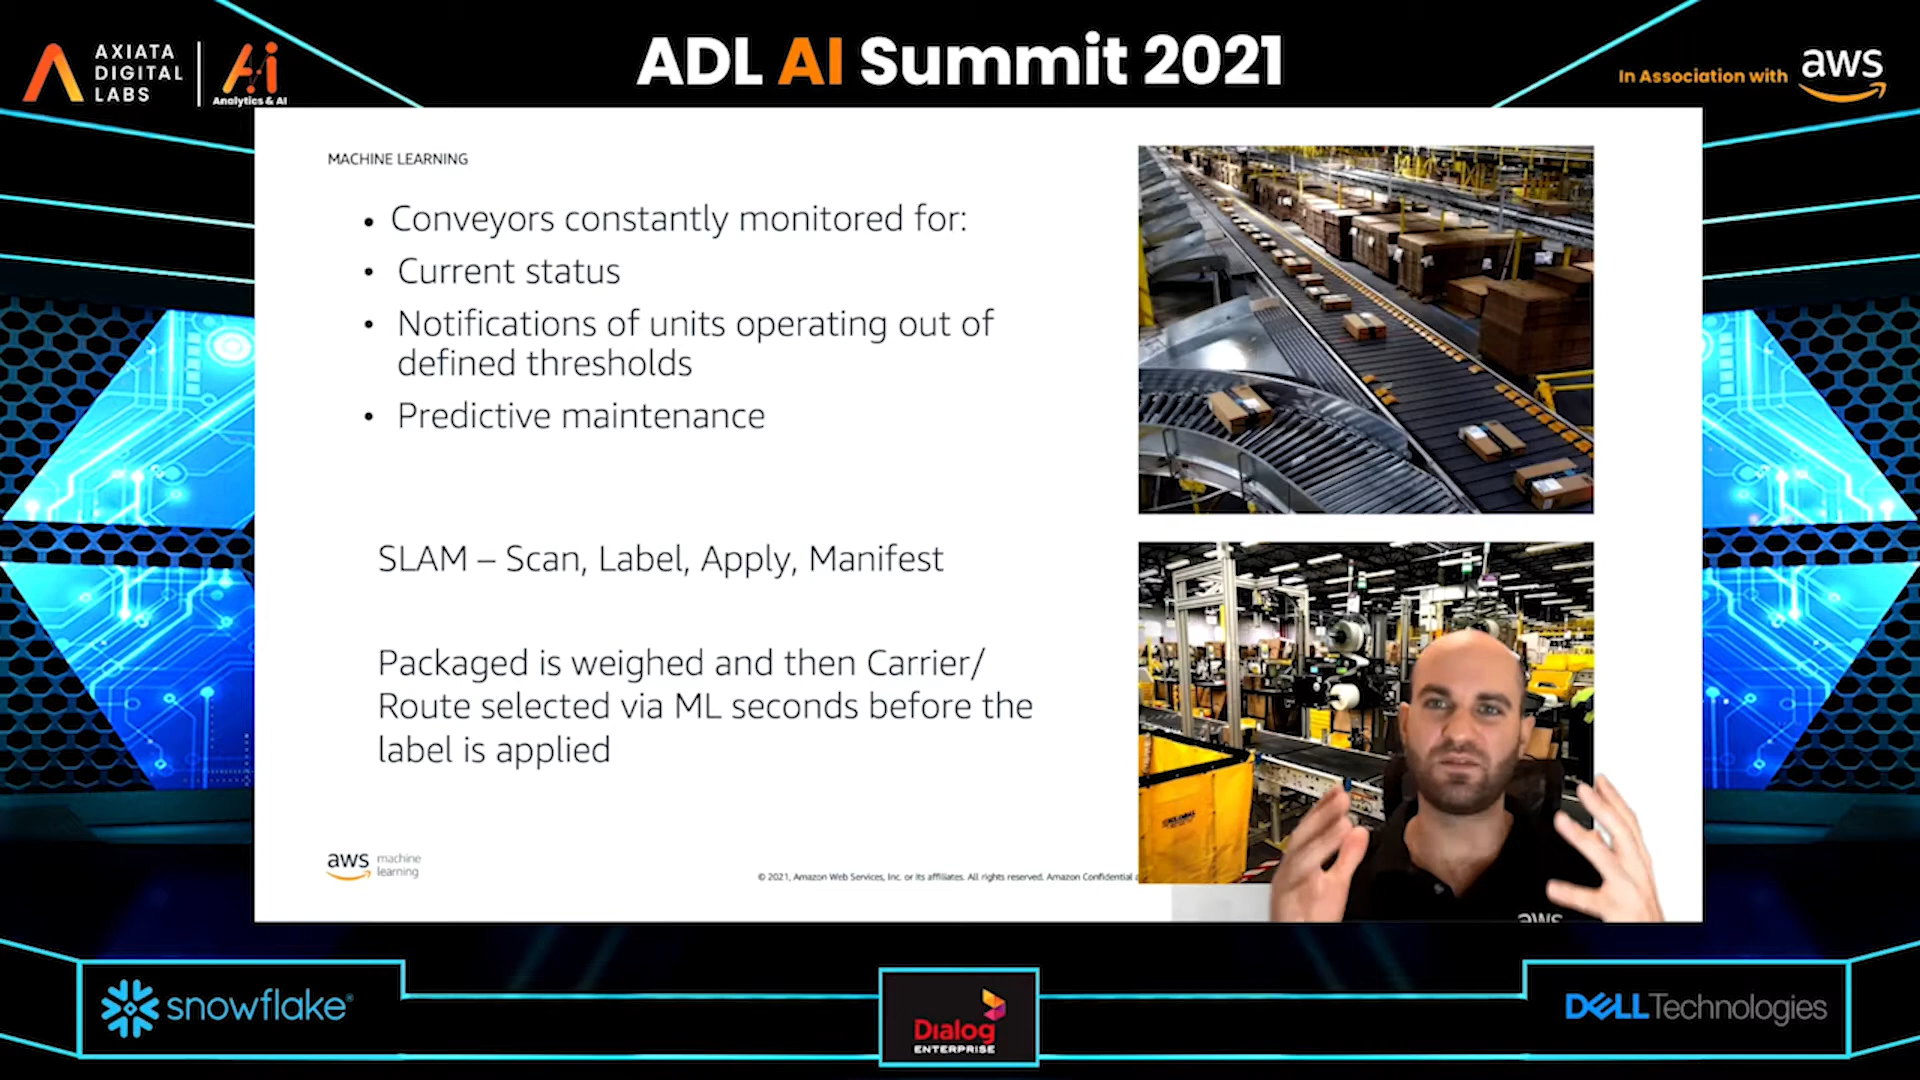 AXIATA
DIGITAL
LABS
Ai
Analytics & AI
ADL AI Summit 2021
In Association with
aws
MACHINE LEARNING
• Conveyors constantly monitored for:
• Current status
• Notifications of units operating out of
defined thresholds
• Predictive maintenance
SLAM – Scan, Label, Apply, Manifest
Packaged is weighed and then Carrier/
Route selected via ML seconds before the
label is applied
aws machine
learning
© 2021, Amazon Web Services, Inc. or its affiliates. All rights reserved. Amazon Confidential
aws
snowflake®
Dialog
ENTERPRISE
DELL Technologies